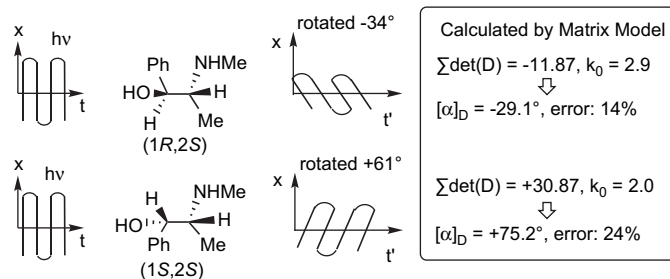 x
hν
t
Ph
NHMe
HO
H
H
Me
(1R,2S)
rotated -34°
x
t'
x
hν
t
H
NHMe
HO
H
Ph
Me
(1S,2S)
rotated +61°
x
t'
Calculated by Matrix Model
∑det(D) = -11.87, k₀ = 2.9
[α]D = -29.1°, error: 14%
∑det(D) = +30.87, k₀ = 2.0
[α]D = +75.2°, error: 24%